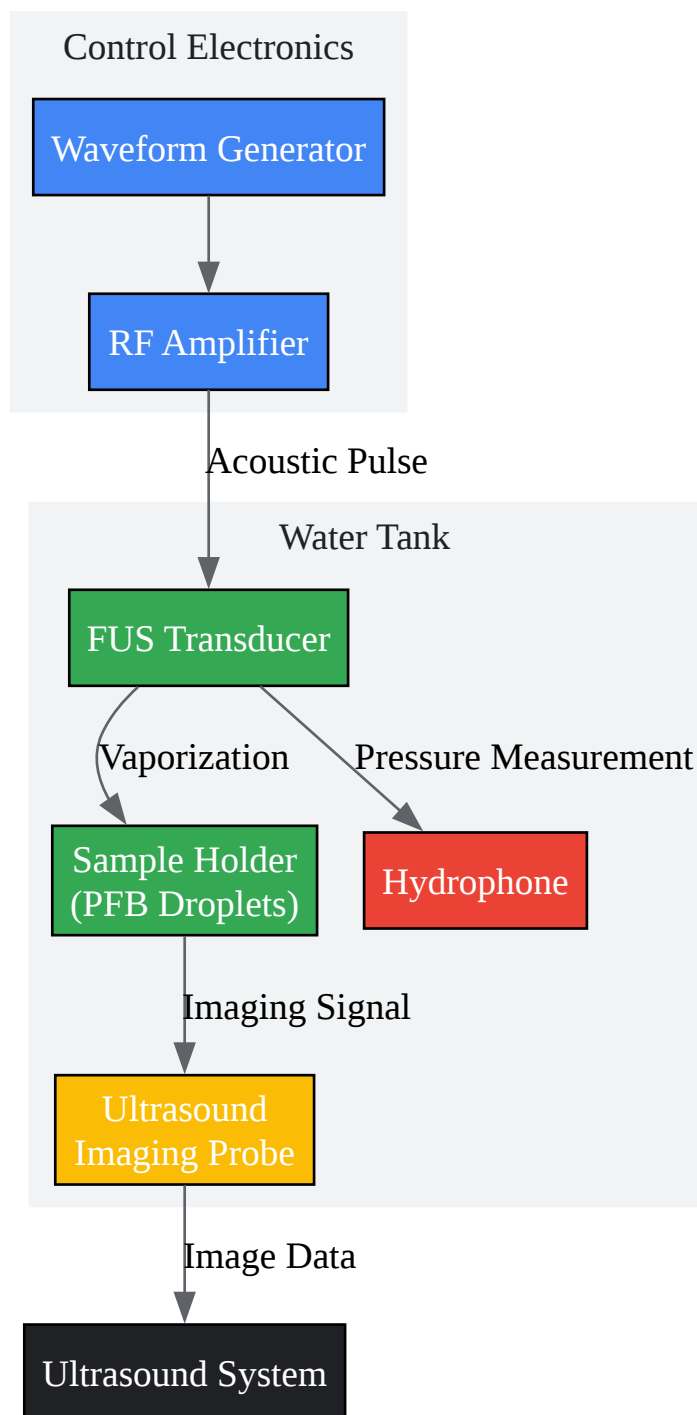 Control Electronics
Waveform Generator
RF Amplifier
Acoustic Pulse
Water Tank
FUS Transducer
Vaporization
Pressure Measurement
Sample Holder
(PFB Droplets)
Hydrophone
Imaging Signal
Ultrasound
Imaging Probe
Image Data
Ultrasound System